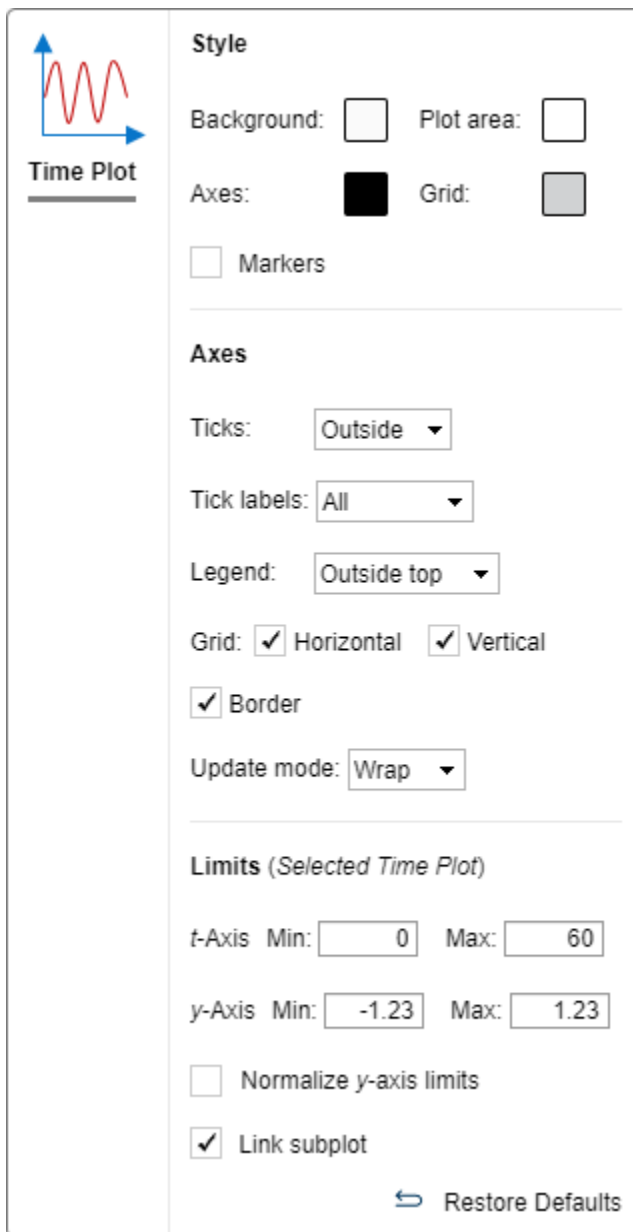 Time Plot
Style
Background: Plot area:
Axes: Grid:
Markers
Axes
Ticks: Outside
Tick labels: All
Legend: Outside top
Grid: Horizontal Vertical
Border
Update mode: Wrap
Limits (Selected Time Plot)
t-Axis Min: 0 Max: 60
y-Axis Min: -1.23 Max: 1.23
Normalize y-axis limits
Link subplot
Restore Defaults